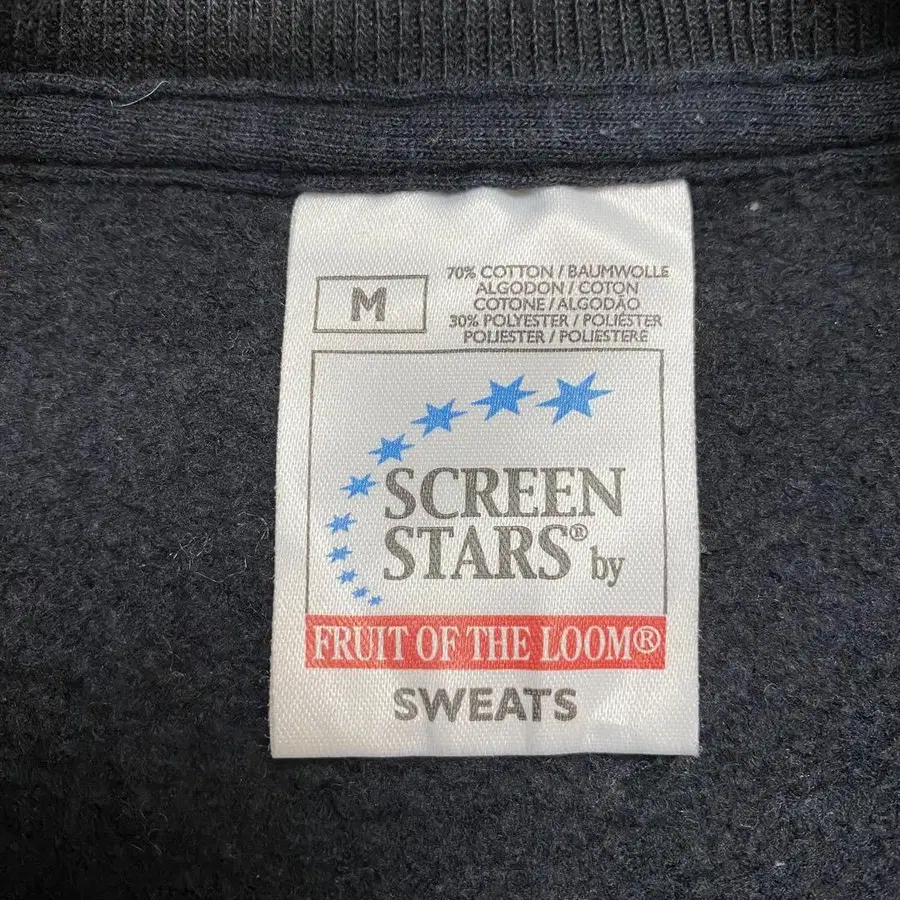 M
70% COTTON / BAUMWOLLE
ALGODON / COTON
COTONE / ALGODÃO
30% POLYESTER / POLIÉSTER
POLIESTER / POLIESTERE
SCREEN
STARS® by
FRUIT OF THE LOOM®
SWEATS